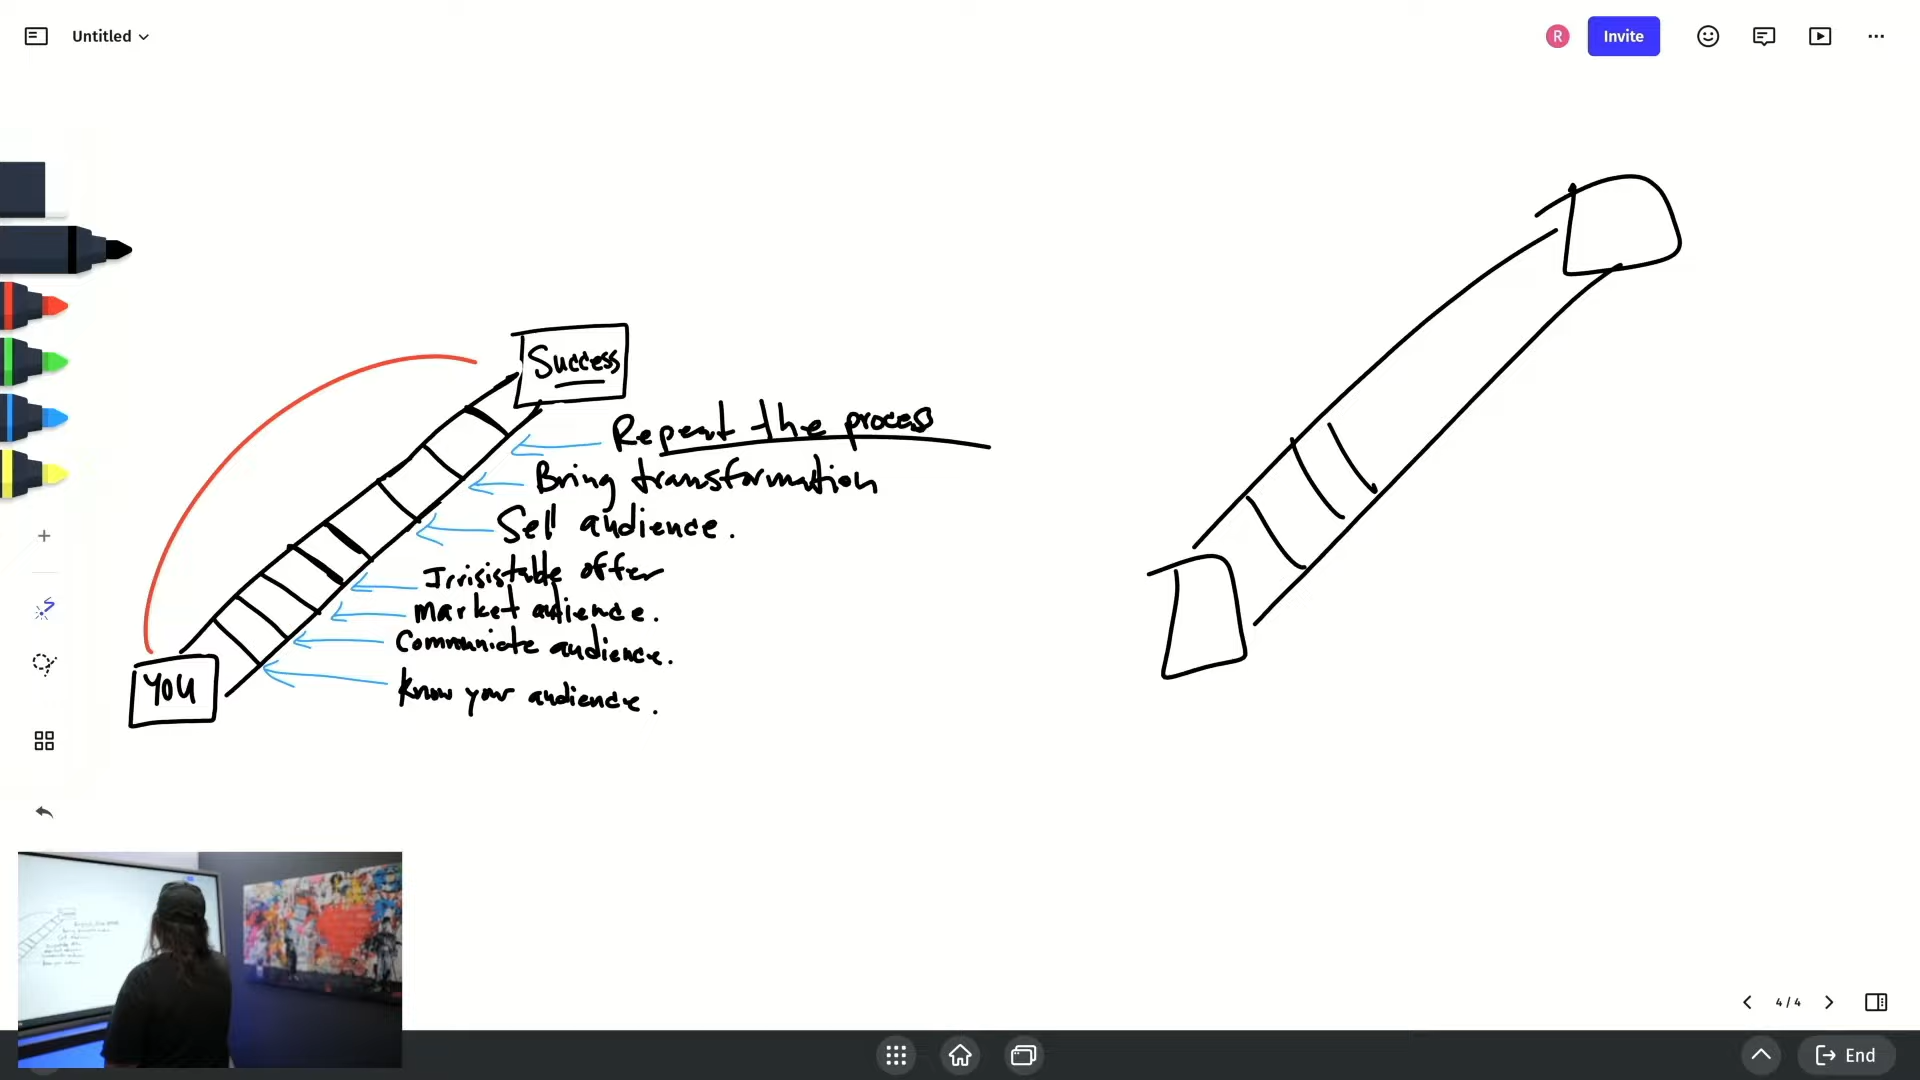 Untitled
R
Invite
Success
Repeat the process
Bring transformation
Sell audience.
Irrisistable offer
market audience.
Communicate audience.
Know your audience.
YOU
4/4
End